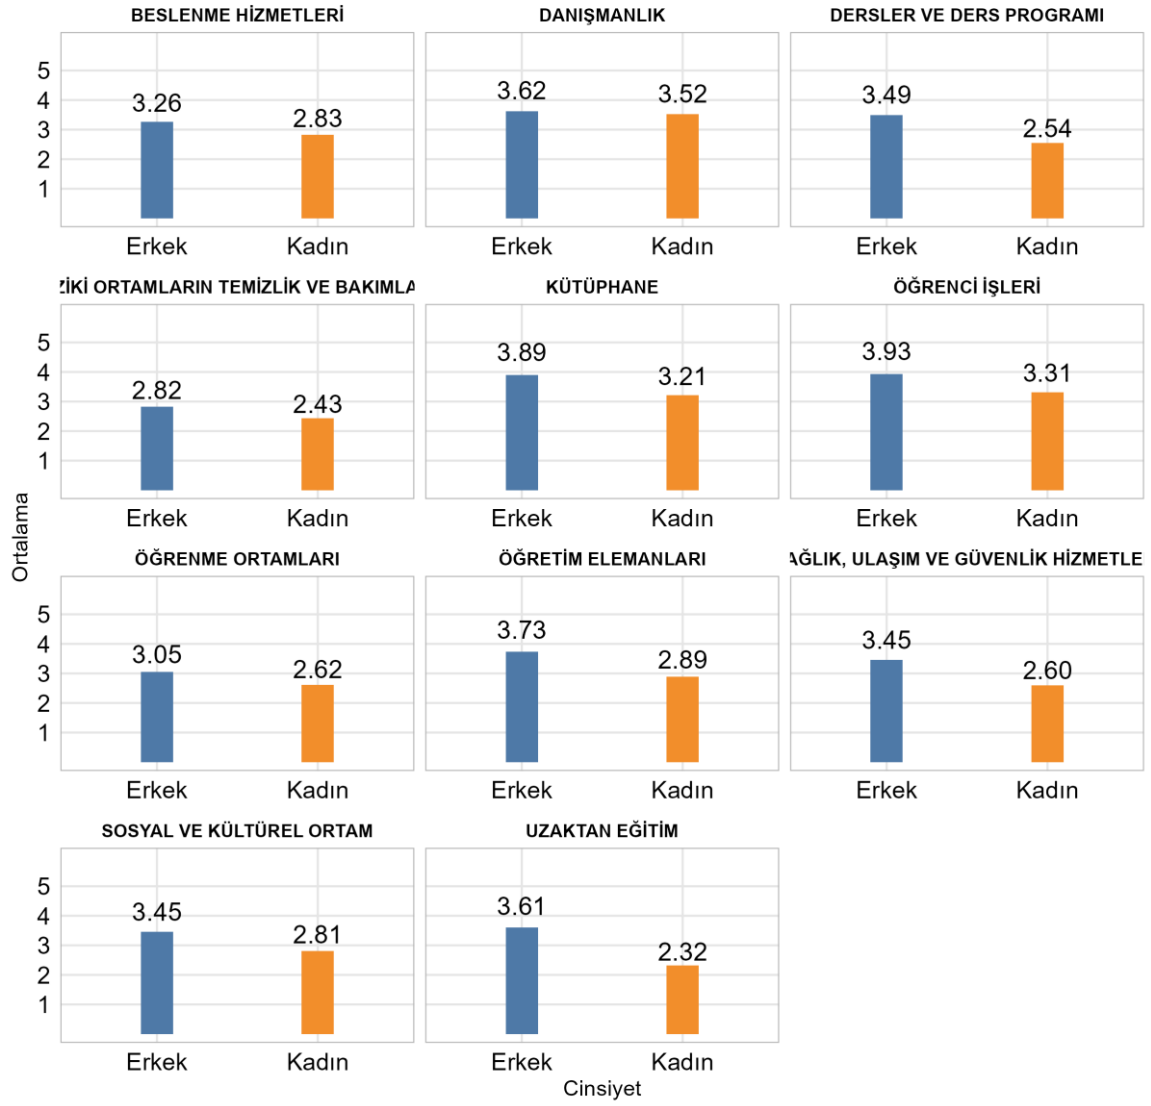 BESLENME HİZMETLERİ
DANIŞMANLIK
DERSLER VE DERS PROGRAMI
5
4
3
2
1
3.26
2.83
3.62
3.52
3.49
2.54
Erkek
Kadın
Erkek
Kadın
Erkek
Kadın
ZİKİ ORTAMLARIN TEMİZLİK VE BAKIMLA
KÜTÜPHANE
ÖĞRENCİ İŞLERİ
5
4
3
2
1
2.82
2.43
3.89
3.21
3.93
3.31
Erkek
Kadın
Erkek
Kadın
Erkek
Kadın
Ortalama
ÖĞRENME ORTAMLARI
ÖĞRETİM ELEMANLARI
AĞLIK, ULAŞIM VE GÜVENLİK HİZMETLE
5
4
3
2
1
3.05
2.62
3.73
2.89
3.45
2.60
Erkek
Kadın
Erkek
Kadın
Erkek
Kadın
SOSYAL VE KÜLTÜREL ORTAM
UZAKTAN EĞİTİM
5
4
3
2
1
3.45
2.81
3.61
2.32
Erkek
Kadın
Erkek
Kadın
Cinsiyet